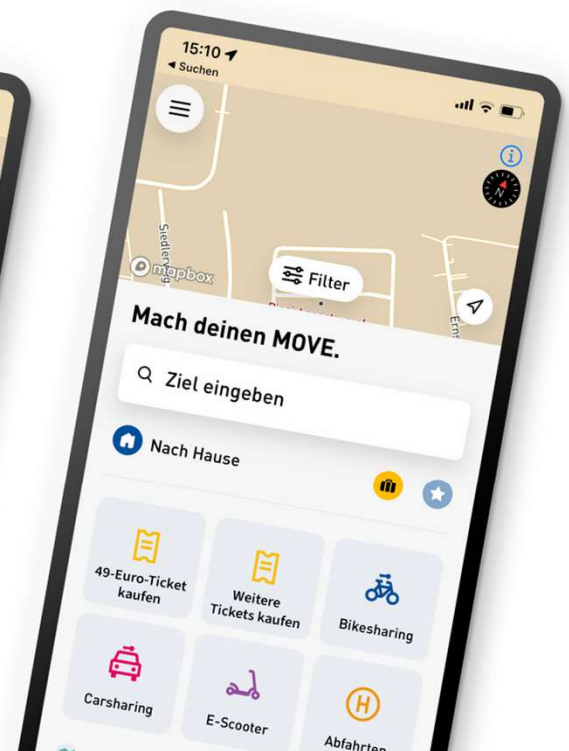 15:10
◀ Suchen
Siedlerweg
mapbox
Filter
N
Mach deinen MOVE.
Ziel eingeben
Nach Hause
49-Euro-Ticket
kaufen
Weitere
Tickets kaufen
Bikesharing
Carsharing
E-Scooter
H
Abfahrten